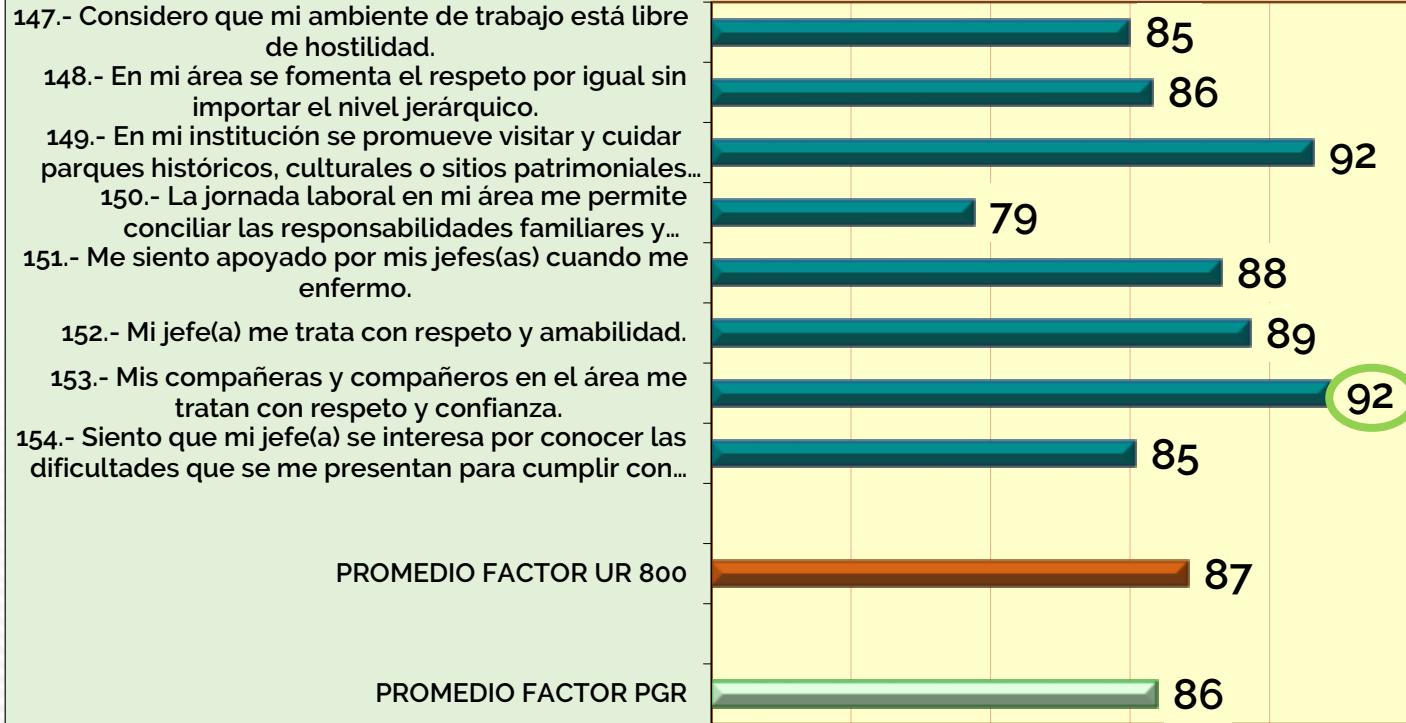 147.- Considero que mi ambiente de trabajo está libre
de hostilidad.
85
148.- En mi área se fomenta el respeto por igual sin
importar el nivel jerárquico.
86
149.- En mi institución se promueve visitar y cuidar
parques históricos, culturales o sitios patrimoniales...
92
150.- La jornada laboral en mi área me permite
conciliar las responsabilidades familiares y...
79
151.- Me siento apoyado por mis jefes(as) cuando me
enfermo.
88
152.- Mi jefe(a) me trata con respeto y amabilidad.
89
153.- Mis compañeras y compañeros en el área me
tratan con respeto y confianza.
92
154.- Siento que mi jefe(a) se interesa por conocer las
dificultades que se me presentan para cumplir con...
85
PROMEDIO FACTOR UR 800
87
PROMEDIO FACTOR PGR
86